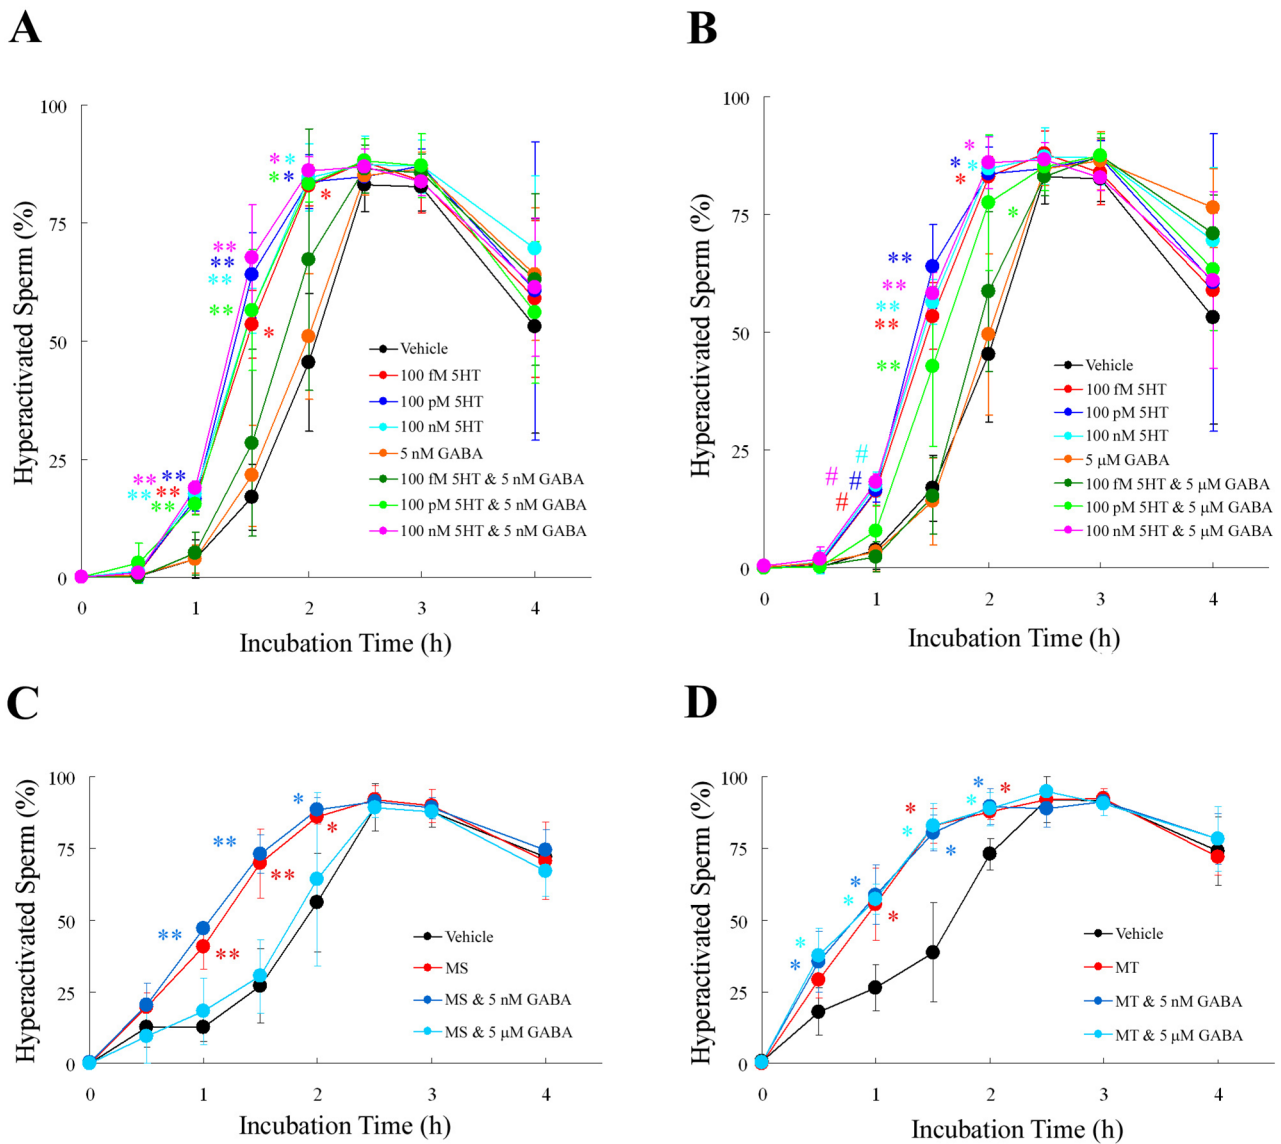 A
Hyperactivated Sperm (%)
100
75
50
25
0
* *
* *
*
**
**
**
**
*
** **
** **
**
Vehicle
100 fM 5HT
100 pM 5HT
100 nM 5HT
5 nM GABA
100 fM 5HT & 5 nM GABA
100 pM 5HT & 5 nM GABA
100 nM 5HT & 5 nM GABA
0 1 2 3 4
Incubation Time (h)
B
Hyperactivated Sperm (%)
100
75
50
25
0
*
* *
*
*
**
**
**
**
**
#
# #
#
Vehicle
100 fM 5HT
100 pM 5HT
100 nM 5HT
5 μM GABA
100 fM 5HT & 5 μM GABA
100 pM 5HT & 5 μM GABA
100 nM 5HT & 5 μM GABA
0 1 2 3 4
Incubation Time (h)
C
Hyperactivated Sperm (%)
100
75
50
25
0
*
*
**
**
**
**
Vehicle
MS
MS & 5 nM GABA
MS & 5 μM GABA
0 1 2 3 4
Incubation Time (h)
D
Hyperactivated Sperm (%)
100
75
50
25
0
* *
*
*
*
*
*
*
*
*
*
Vehicle
MT
MT & 5 nM GABA
MT & 5 μM GABA
0 1 2 3 4
Incubation Time (h)